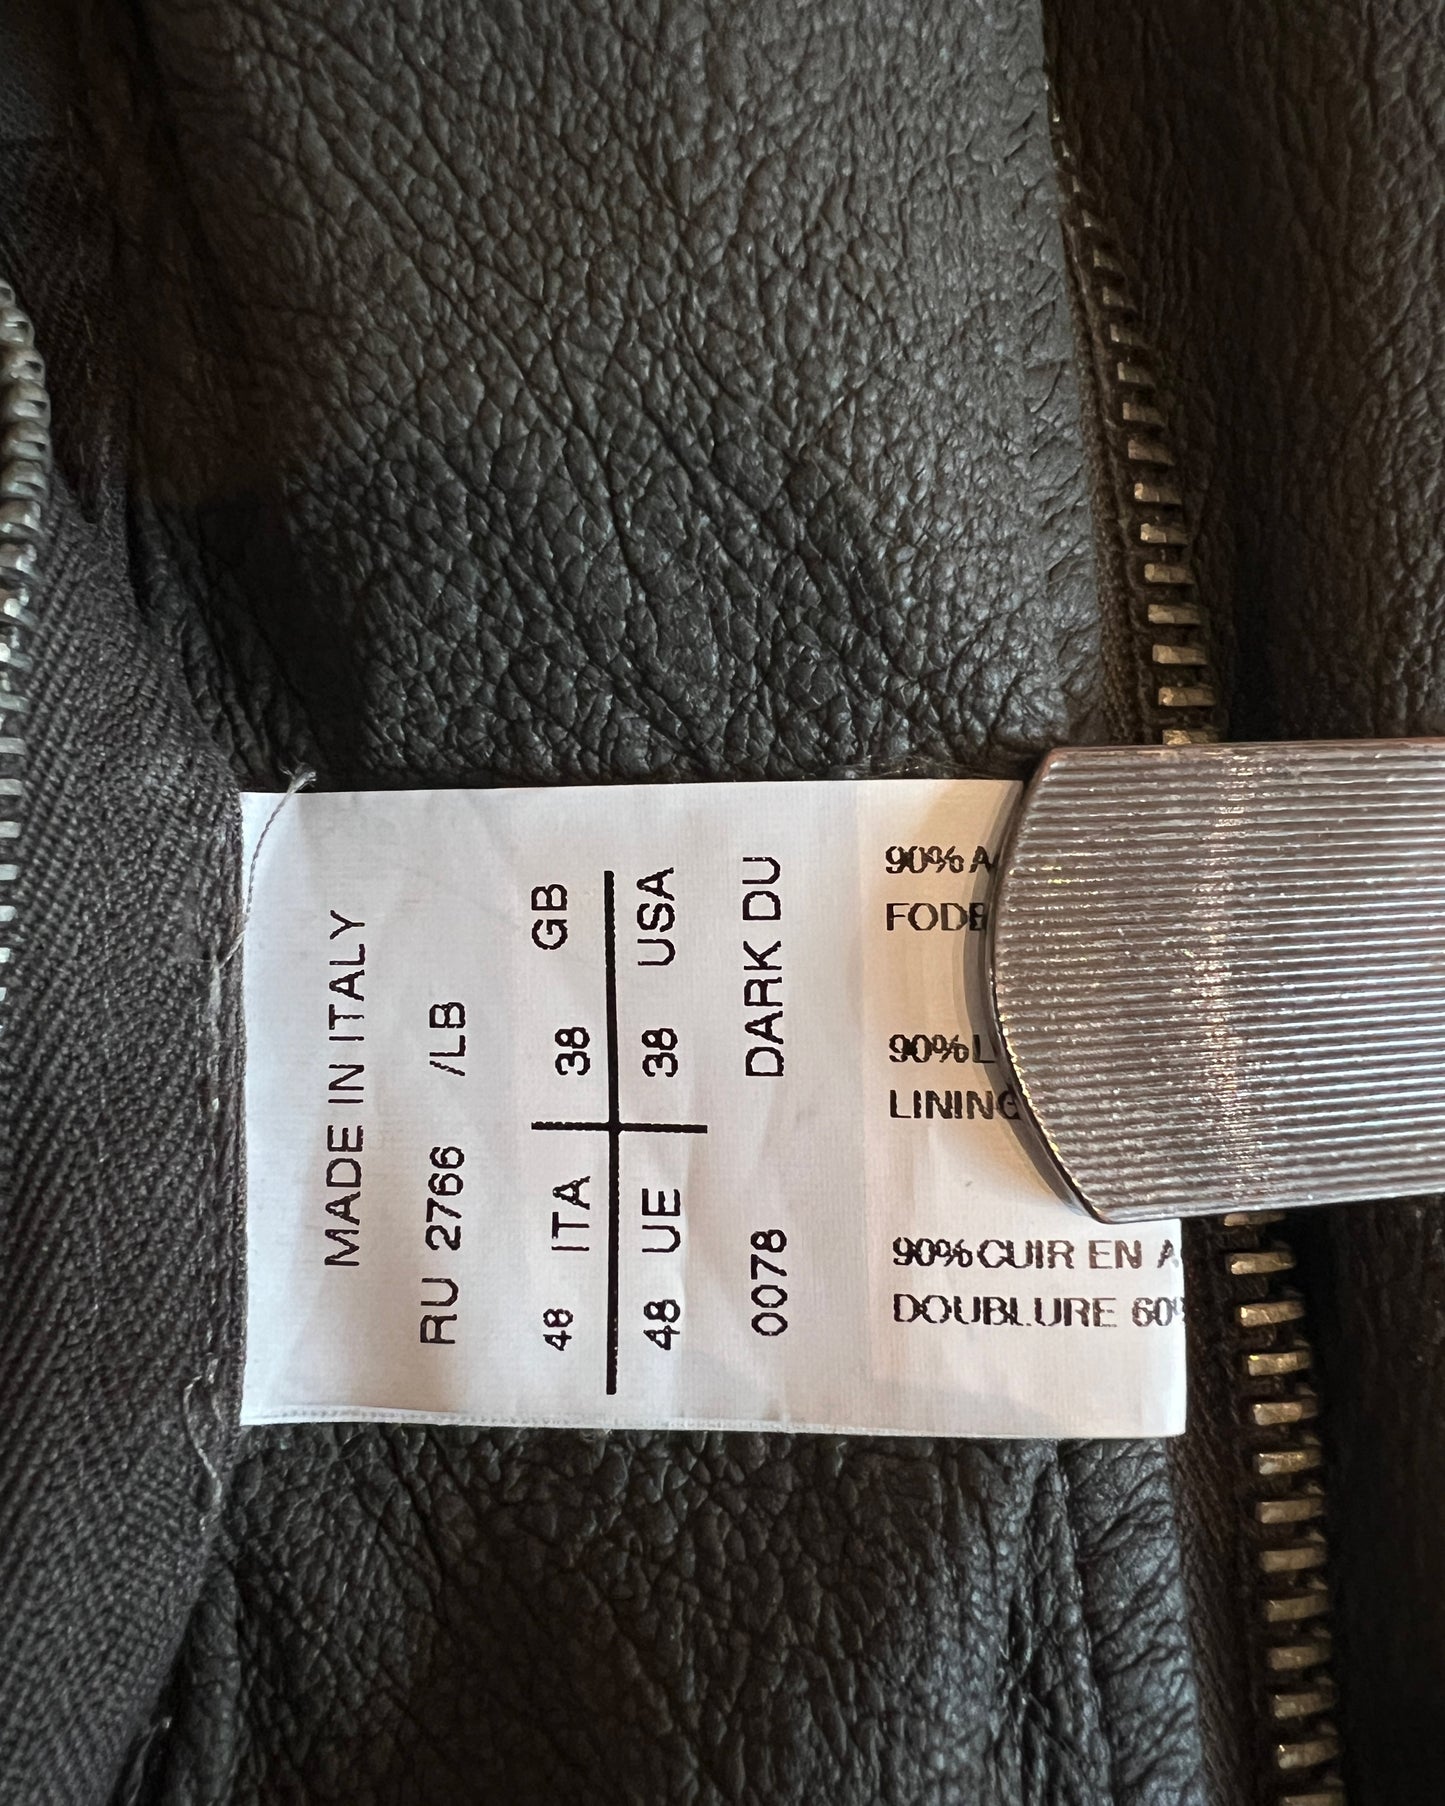 MADE IN ITALY
RU 2766 /LB
48 ITA 38 GB
48 UE 38 USA
0078 DARK DU
90% A
FODE
90% L
LINING
90% CUIR EN A
DOUBLURE 60%